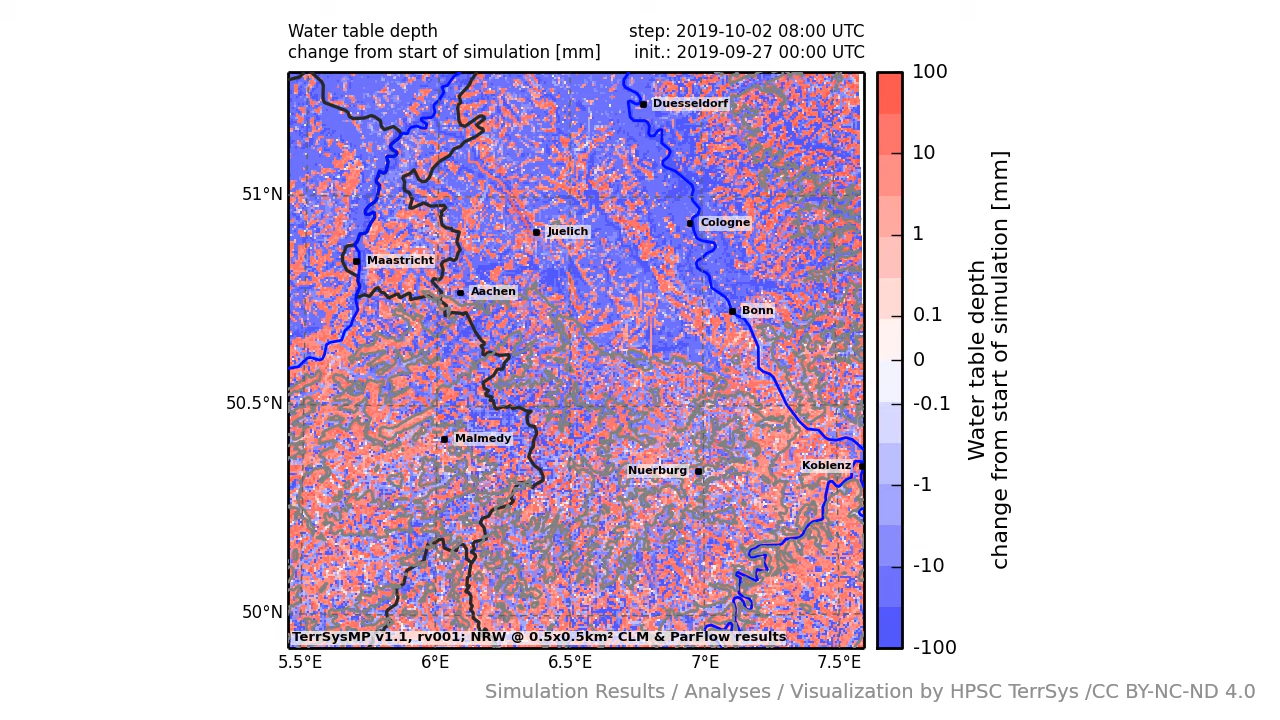 Water table depth
change from start of simulation [mm]
step: 2019-10-02 08:00 UTC
init.: 2019-09-27 00:00 UTC
Duesseldorf
Cologne
Juelich
Maastricht
Aachen
Bonn
Malmedy
Nuerburg
Koblenz
51°N
50.5°N
50°N
TerrSysMP v1.1, rv001; NRW @ 0.5x0.5km² CLM & ParFlow results
5.5°E 6°E 6.5°E 7°E 7.5°E
100
10
1
0.1
0
-0.1
-1
-10
-100
Water table depth
change from start of simulation [mm]
Simulation Results / Analyses / Visualization by HPSC TerrSys /CC BY-NC-ND 4.0